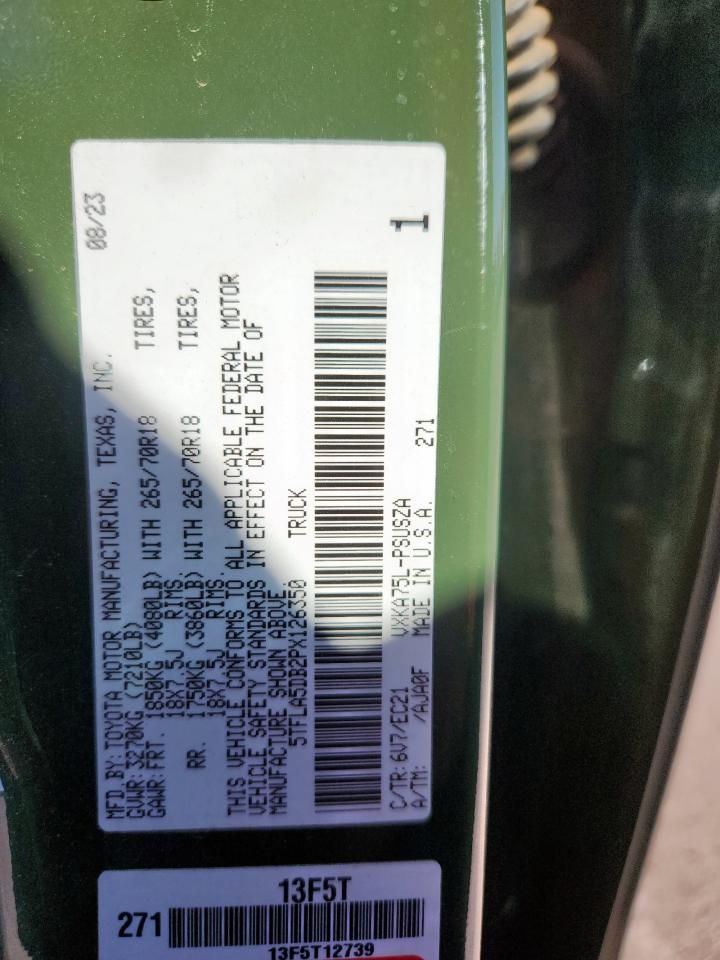 MFD. BY: TOYOTA MOTOR MANUFACTURING, TEXAS, INC. 08/23
GVWR: 3270KG (7210LB)
GAWR: FRT. 1850KG (4080LB) WITH 265/70R18 TIRES,
18X7.5J RIMS.
RR. 1750KG (3860LB) WITH 265/70R18 TIRES,
18X7.5J RIMS.
THIS VEHICLE CONFORMS TO ALL APPLICABLE FEDERAL MOTOR
VEHICLE SAFETY STANDARDS IN EFFECT ON THE DATE OF
MANUFACTURE SHOWN ABOVE.
5TFLA5DB2PX126350 TRUCK
C/TR: 6V7/EC21 VXKA75L-PSUSZA 1
A/TM: /AJA0F MADE IN U.S.A. 271
13F5T
271
13F5T12739